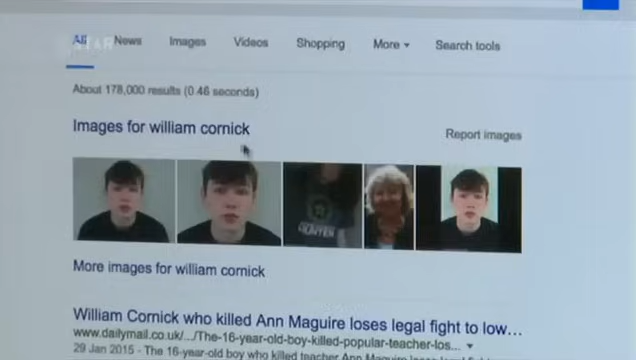 All News Images Videos Shopping More Search tools
STAR
About 178,000 results (0.46 seconds)
Images for william cornick
Report images
HUNTER
More images for william cornick
William Cornick who killed Ann Maguire loses legal fight to low...
www.dailymail.co.uk/.../The-16-year-old-boy-killed-popular-teacher-los...
29 Jan 2015 - The 16-year-old boy who killed teacher Ann Maguire